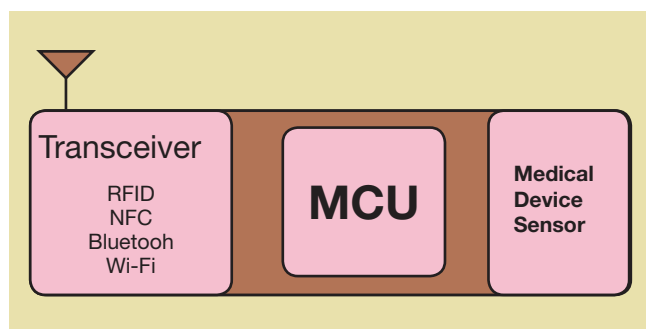 Transceiver
RFID
NFC
Bluetooh
Wi-Fi
MCU
Medical
Device
Sensor